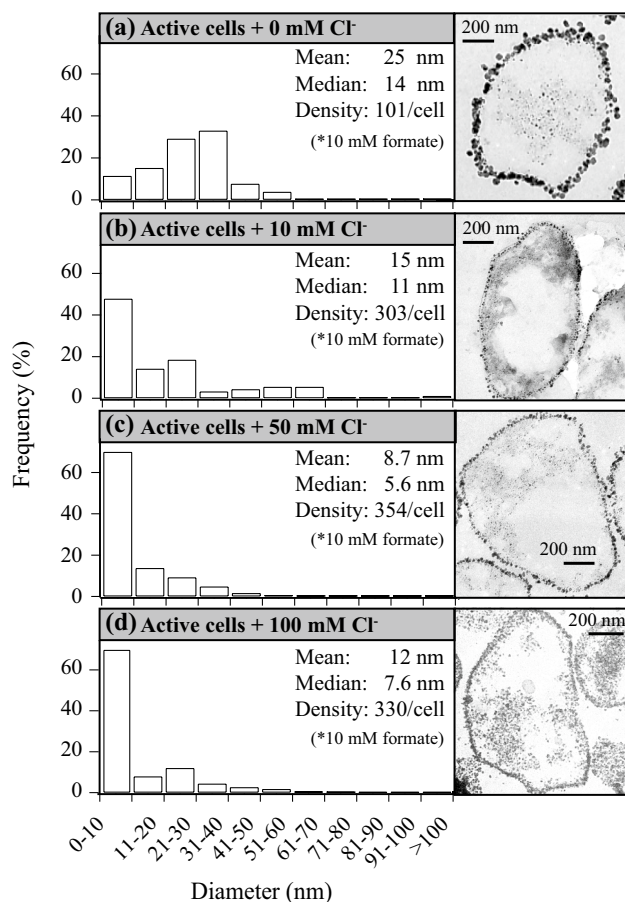 (a) Active cells + 0 mM Cl-
Mean: 25 nm
Median: 14 nm
Density: 101/cell
(*10 mM formate)
60
40
20
0
200 nm
(b) Active cells + 10 mM Cl-
Mean: 15 nm
Median: 11 nm
Density: 303/cell
(*10 mM formate)
60
40
20
0
200 nm
(c) Active cells + 50 mM Cl-
Mean: 8.7 nm
Median: 5.6 nm
Density: 354/cell
(*10 mM formate)
60
40
20
0
200 nm
(d) Active cells + 100 mM Cl-
Mean: 12 nm
Median: 7.6 nm
Density: 330/cell
(*10 mM formate)
60
40
20
0
200 nm
Frequency (%)
0-10
11-20
21-30
31-40
41-50
51-60
61-70
71-80
81-90
91-100
>100
Diameter (nm)